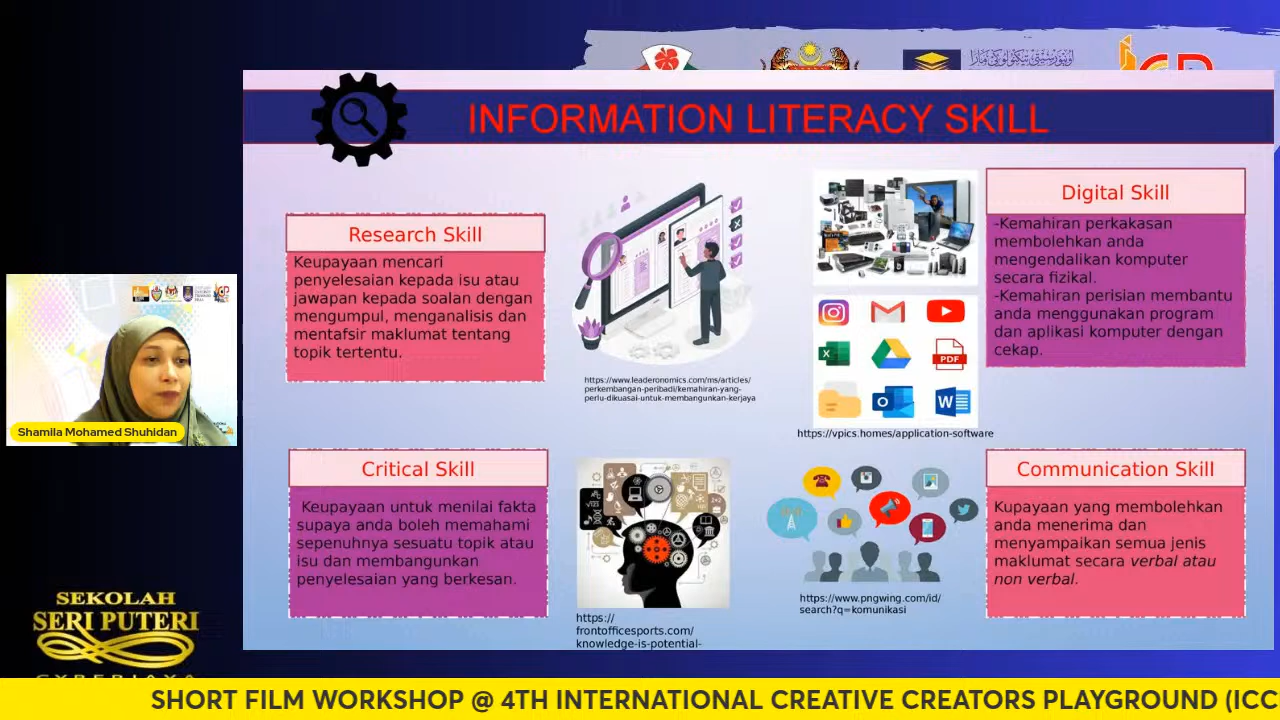 INFORMATION LITERACY SKILL
Research Skill
Keupayaan mencari
penyelesaian kepada isu atau
jawapan kepada soalan dengan
mengumpul, menganalisis dan
mentafsir maklumat tentang
topik tertentu.
https://www.leaderonomics.com/ms/articles/
perkembangan-peribadi/kemahiran-yang-
perlu-dikuasai-untuk-membangunkan-kerjaya
PDF
https://vpics.homes/application-software
Digital Skill
-Kemahiran perkakasan
membolehkan anda
mengendalikan komputer
secara fizikal.
-Kemahiran perisian membantu
anda menggunakan program
dan aplikasi komputer dengan
cekap.
Critical Skill
Keupayaan untuk menilai fakta
supaya anda boleh memahami
sepenuhnya sesuatu topik atau
isu dan membangunkan
penyelesaian yang berkesan.
https://
frontofficesports.com/
knowledge-is-potential-
https://www.pngwing.com/id/
search?q=komunikasi
Communication Skill
Kupayaan yang membolehkan
anda menerima dan
menyampaikan semua jenis
maklumat secara verbal atau
non verbal.
Shamila Mohamed Shuhidan
SEKOLAH
SERI PUTERI
CYBERJAYA
SHORT FILM WORKSHOP @ 4TH INTERNATIONAL CREATIVE CREATORS PLAYGROUND (ICC